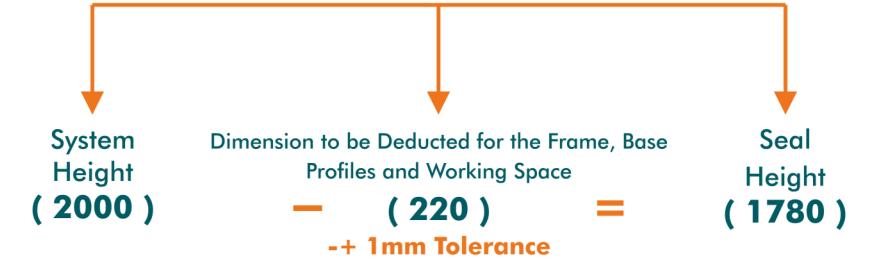 System
Height
( 2000 )
Dimension to be Deducted for the Frame, Base
Profiles and Working Space
– ( 220 ) =
-+ 1mm Tolerance
Seal
Height
( 1780 )